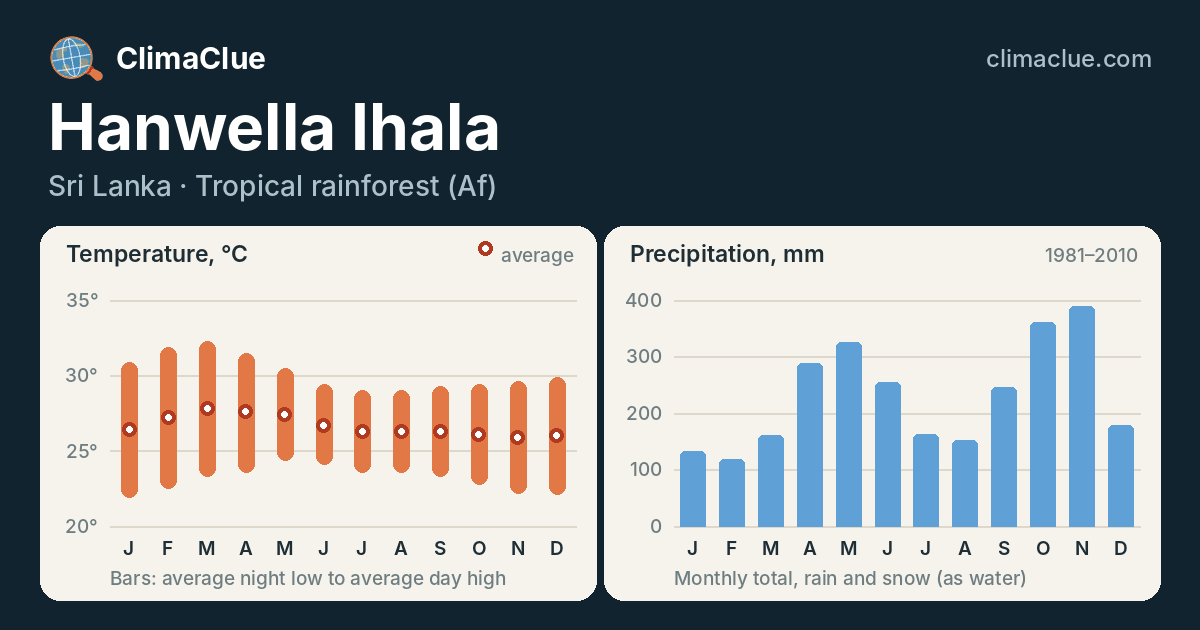 ClimaClue
climaclue.com
Hanwella Ihala
Sri Lanka · Tropical rainforest (Af)
Temperature, °C
average
35°
30°
25°
20°
J F M A M J J A S O N D
Bars: average night low to average day high
Precipitation, mm
1981–2010
400
300
200
100
0
J F M A M J J A S O N D
Monthly total, rain and snow (as water)